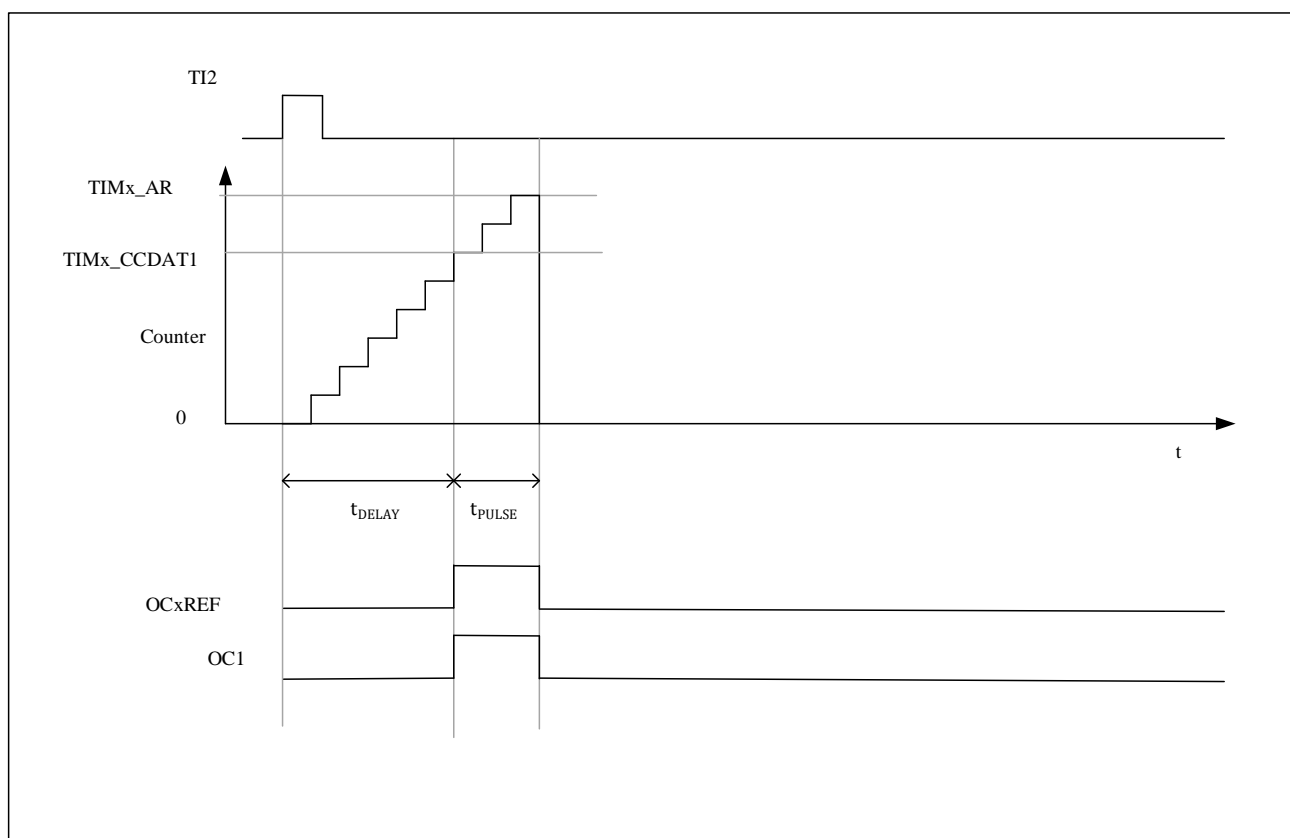 TI2
TIMx_AR
TIMx_CCDAT1
Counter
0
t
tDELAY
tPULSE
OCxREF
OC1